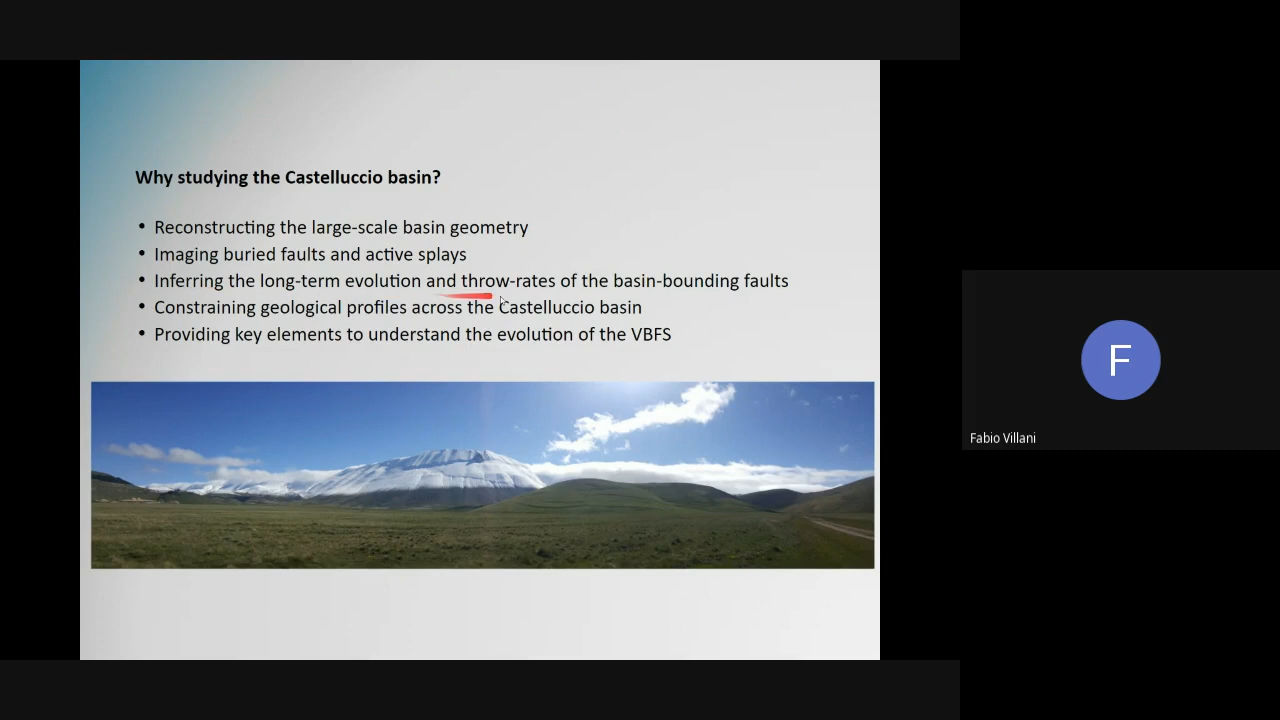 Why studying the Castelluccio basin?
• Reconstructing the large-scale basin geometry
• Imaging buried faults and active splays
• Inferring the long-term evolution and throw-rates of the basin-bounding faults
• Constraining geological profiles across the Castelluccio basin
• Providing key elements to understand the evolution of the VBFS
F
Fabio Villani